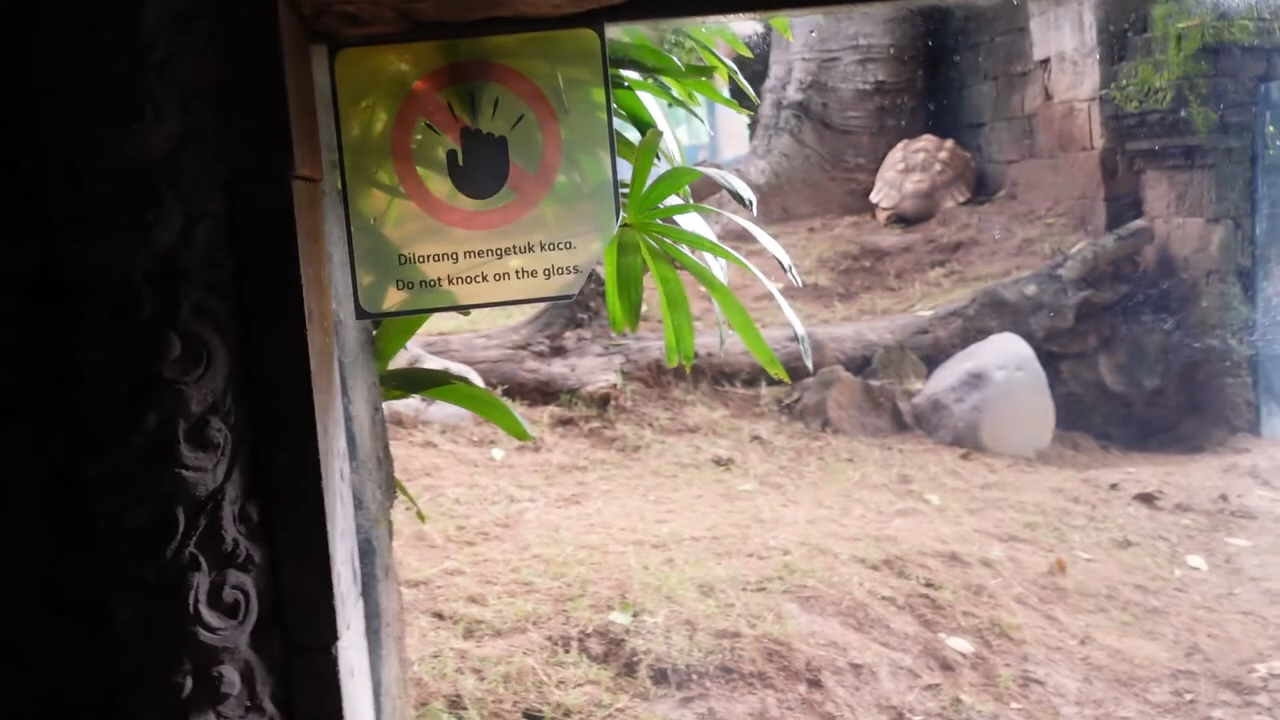 Dilarang mengetuk kaca.
Do not knock on the glass.